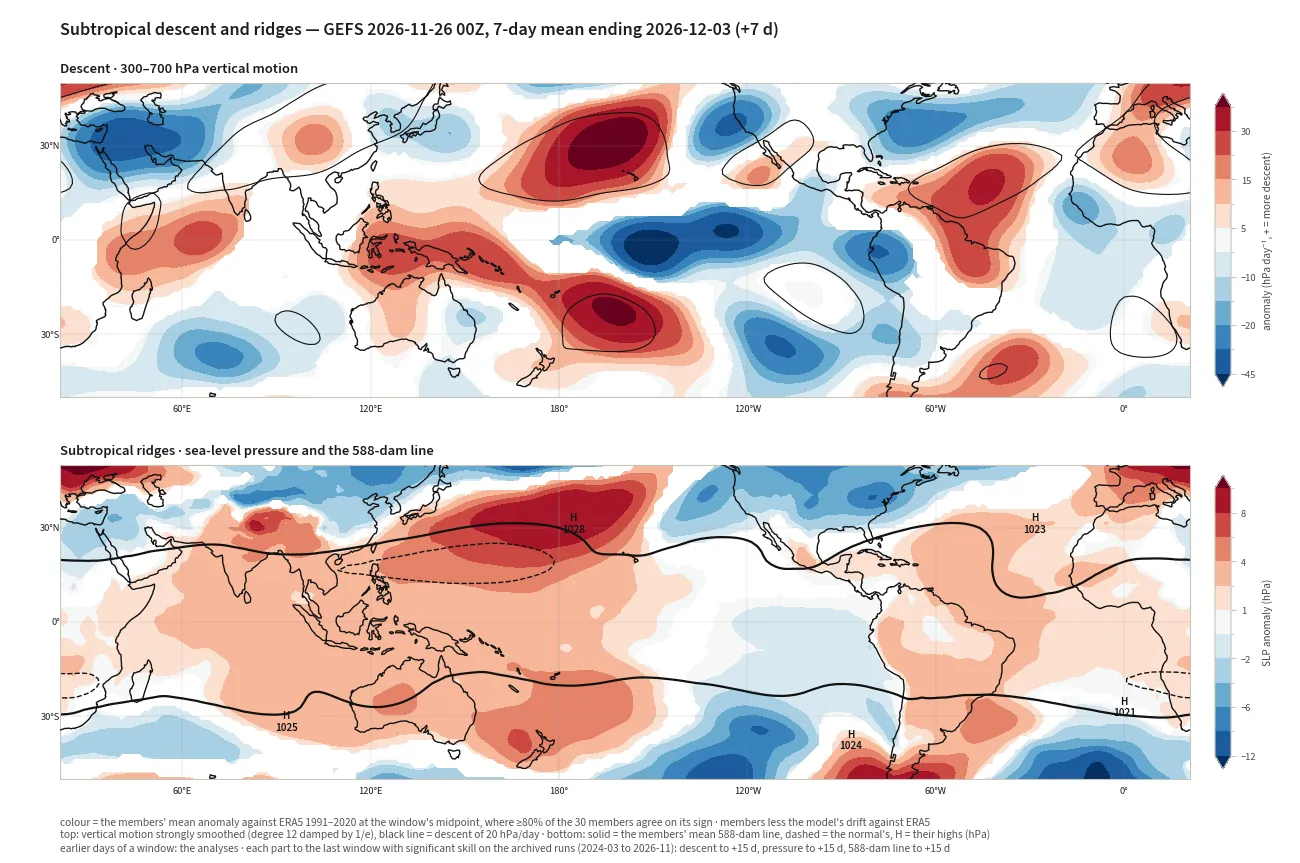 Subtropical descent and ridges — GEFS 2026-11-26 00Z, 7-day mean ending 2026-12-03 (+7 d)
Descent · 300–700 hPa vertical motion
30°N
0°
30°S
60°E
120°E
180°
120°W
60°W
0°
30
15
5
−10
−20
−45
anomaly (hPa day⁻¹, + = more descent)
Subtropical ridges · sea-level pressure and the 588-dam line
30°N
0°
30°S
H
1028
H
1023
H
1025
H
1024
H
1021
60°E
120°E
180°
120°W
60°W
0°
8
4
1
−2
−6
−12
SLP anomaly (hPa)
colour = the members' mean anomaly against ERA5 1991–2020 at the window's midpoint, where ≥80% of the 30 members agree on its sign · members less the model's drift against ERA5
top: vertical motion strongly smoothed (degree 12 damped by 1/e), black line = descent of 20 hPa/day · bottom: solid = the members' mean 588-dam line, dashed = the normal's, H = their highs (hPa)
earlier days of a window: the analyses · each part to the last window with significant skill on the archived runs (2024-03 to 2026-11): descent to +15 d, pressure to +15 d, 588-dam line to +15 d